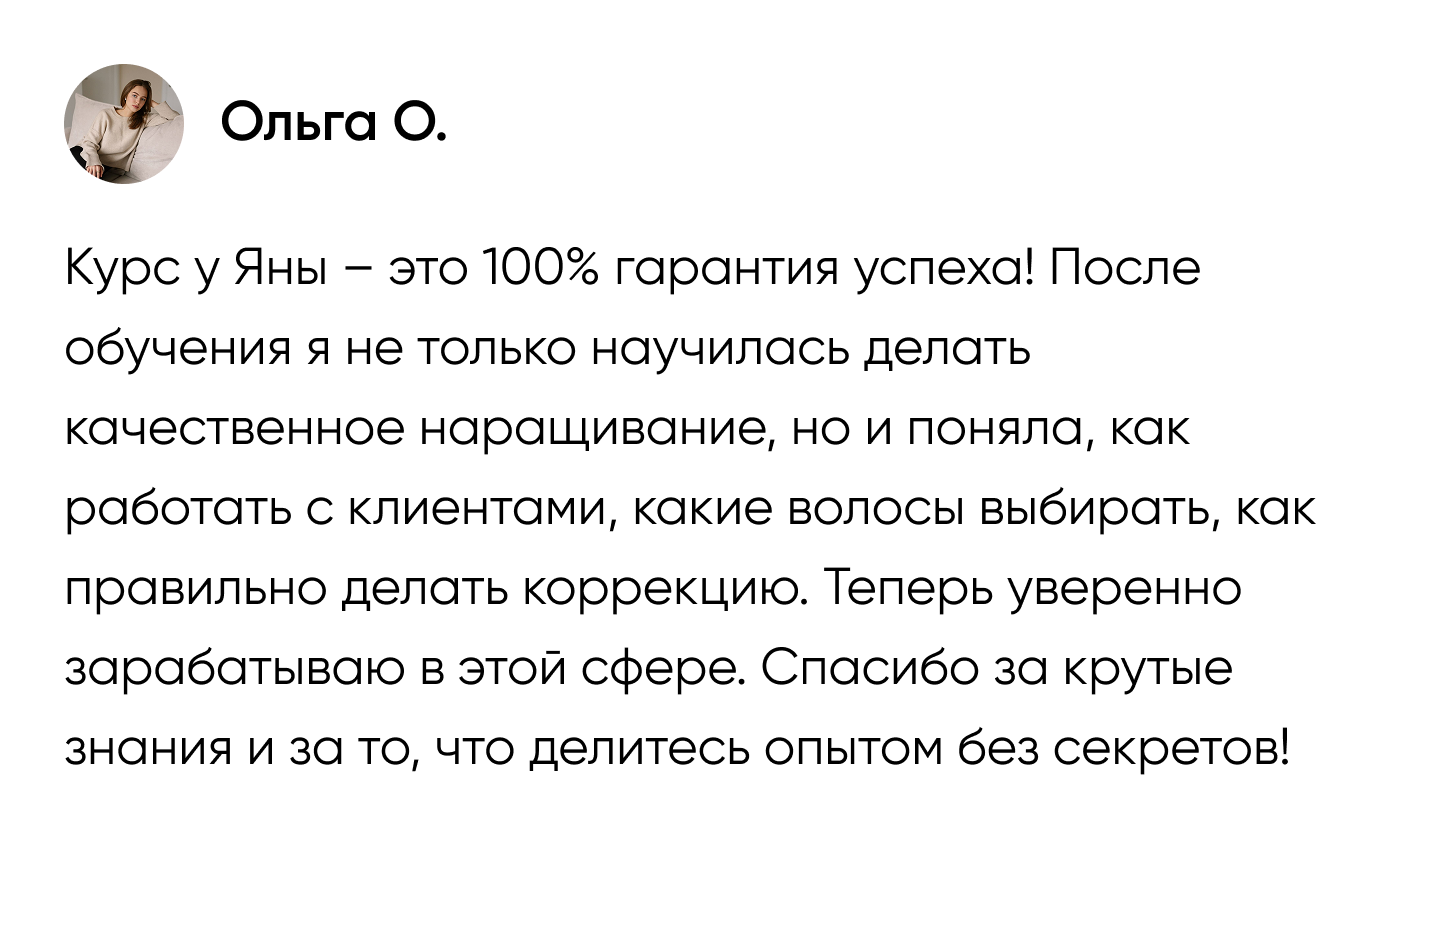 Ольга О.
Курс у Яны – это 100% гарантия успеха! После
обучения я не только научилась делать
качественное наращивание, но и поняла, как
работать с клиентами, какие волосы выбирать, как
правильно делать коррекцию. Теперь уверенно
зарабатываю в этой сфере. Спасибо за крутые
знания и за то, что делитесь опытом без секретов!